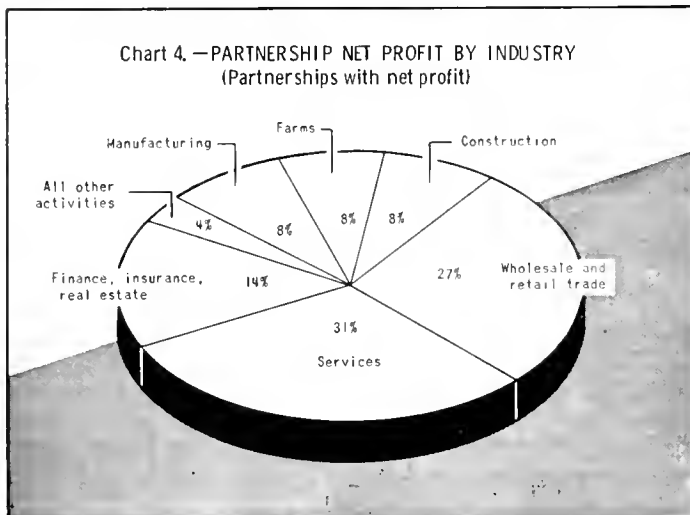 Chart 4. —PARTNERSHIP NET PROFIT BY INDUSTRY
(Partnerships with net profit)
Farms
Manufacturing
Construction
All other
activities
4%
8%
8%
8%
Finance, insurance,
real estate
14%
27%
Wholesale and
retail trade
31%
Services